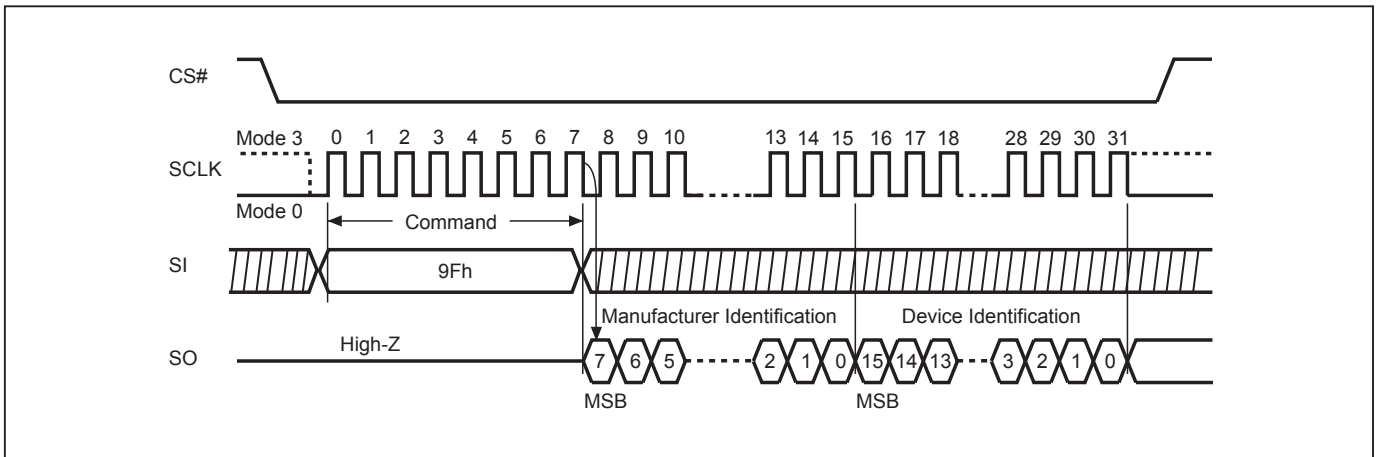 CS#
Mode 3 0 1 2 3 4 5 6 7 8 9 10 13 14 15 16 17 18 28 29 30 31
SCLK
Mode 0
Command
SI
9Fh
Manufacturer Identification Device Identification
High-Z
SO
7 6 5 2 1 0 15 14 13 3 2 1 0
MSB MSB